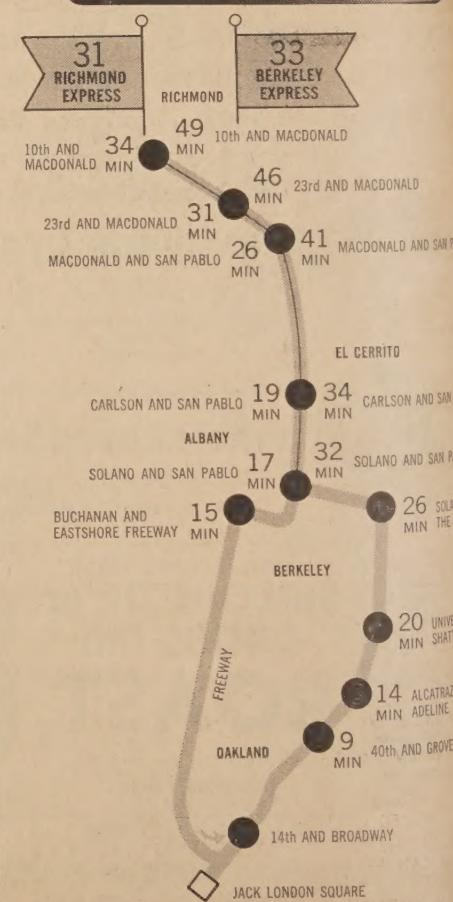 31
RICHMOND
EXPRESS
33
BERKELEY
EXPRESS
RICHMOND
10th AND
MACDONALD
34
MIN
49
MIN
10th AND MACDONALD
46
MIN
23rd AND MACDONALD
23rd AND MACDONALD
31
MIN
MACDONALD AND SAN PABLO
26
MIN
41
MIN
MACDONALD AND SAN
EL CERRITO
CARLSON AND SAN PABLO
19
MIN
34
MIN
CARLSON AND SAN
ALBANY
SOLANO AND SAN PABLO
17
MIN
32
MIN
SOLANO AND SAN
BUCHANAN AND
EASTSHORE FREEWAY
15
MIN
26
MIN
THE
BERKELEY
20
MIN
FREEWAY
14
MIN
ADELINE
OAKLAND
9
MIN
40th AND GROVE
14th AND BROADWAY
JACK LONDON SQUARE